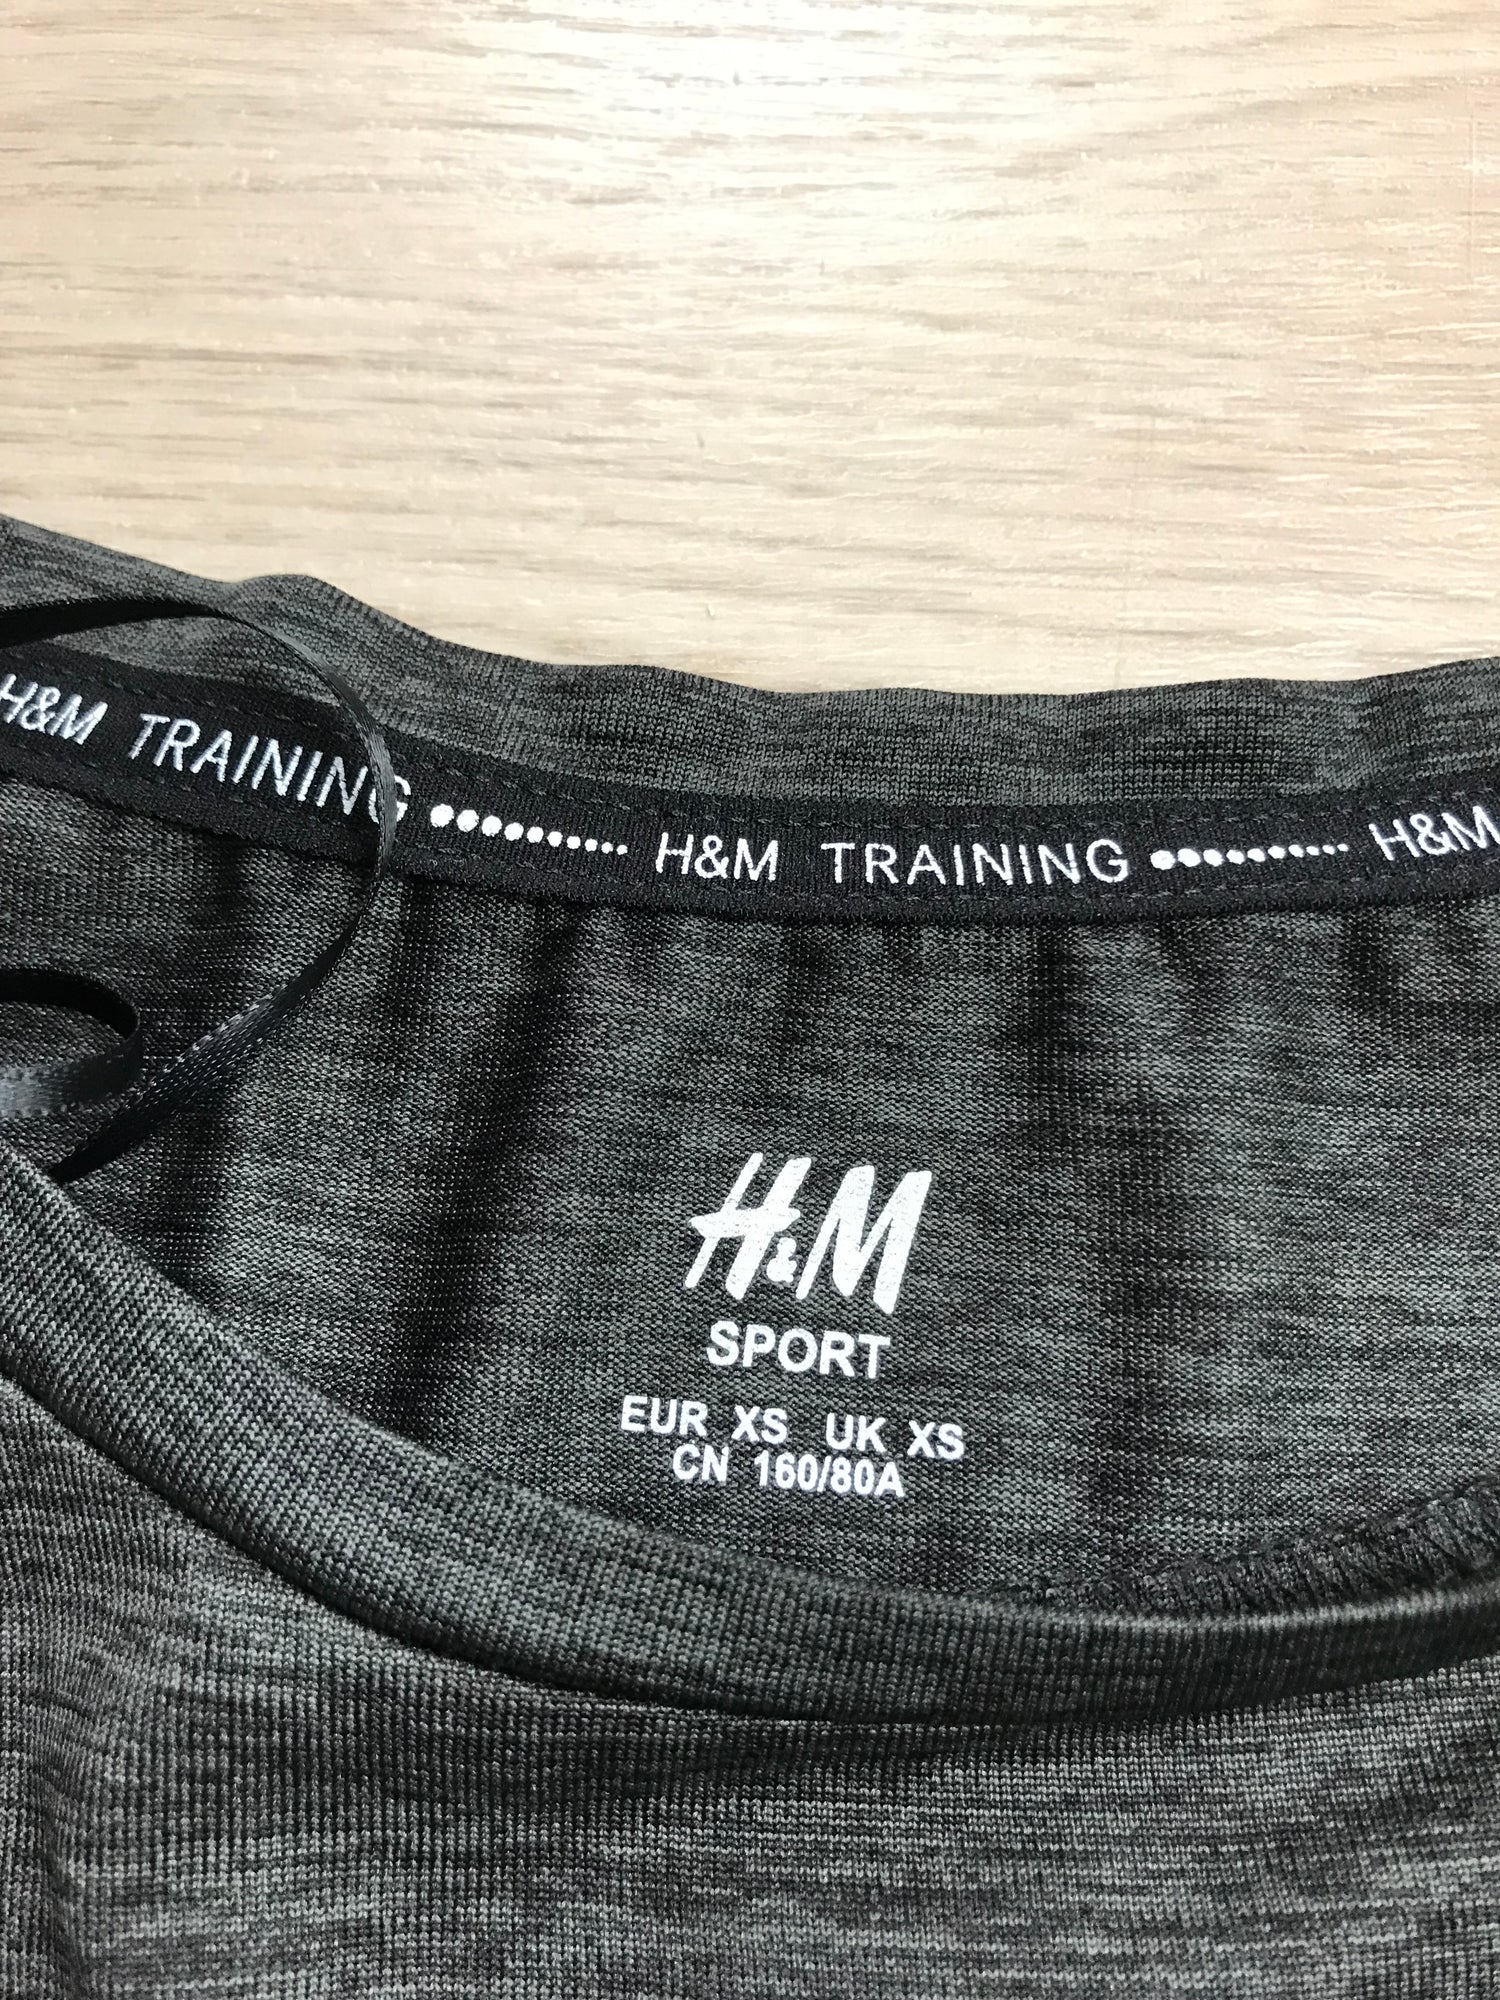 H&M TRAINING ●●●●●●●●●● H&M TRAINING ●●●●●●●●●● H&M
H&M
SPORT
EUR XS UK XS
CN 160/80A